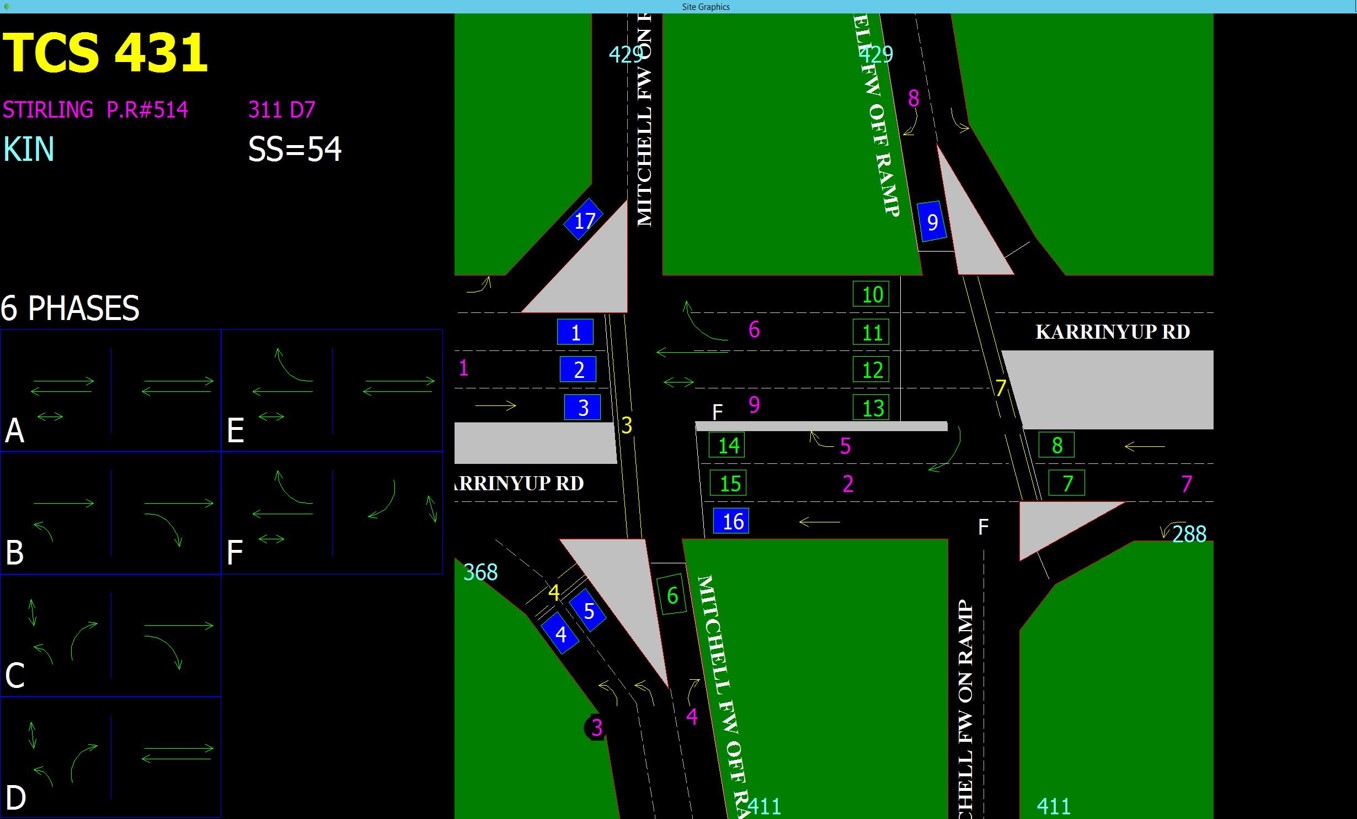 Site Graphics
TCS 431
STIRLING P.R#514 311 D7
KIN SS=54
6 PHASES
A
E
B
F
C
D
429
MITCHELL FW ON R
429
ELL FW OFF RAMP
8
17
9
10
1
6
11
KARRINYUP RD
1
2
12
7
3
F
9
13
3
14
5
8
ARRINYUP RD
15
2
7
7
16
F
288
368
4
5
6
4
MITCHELL FW OFF RA
CHELL FW ON RAMP
3
4
411
411